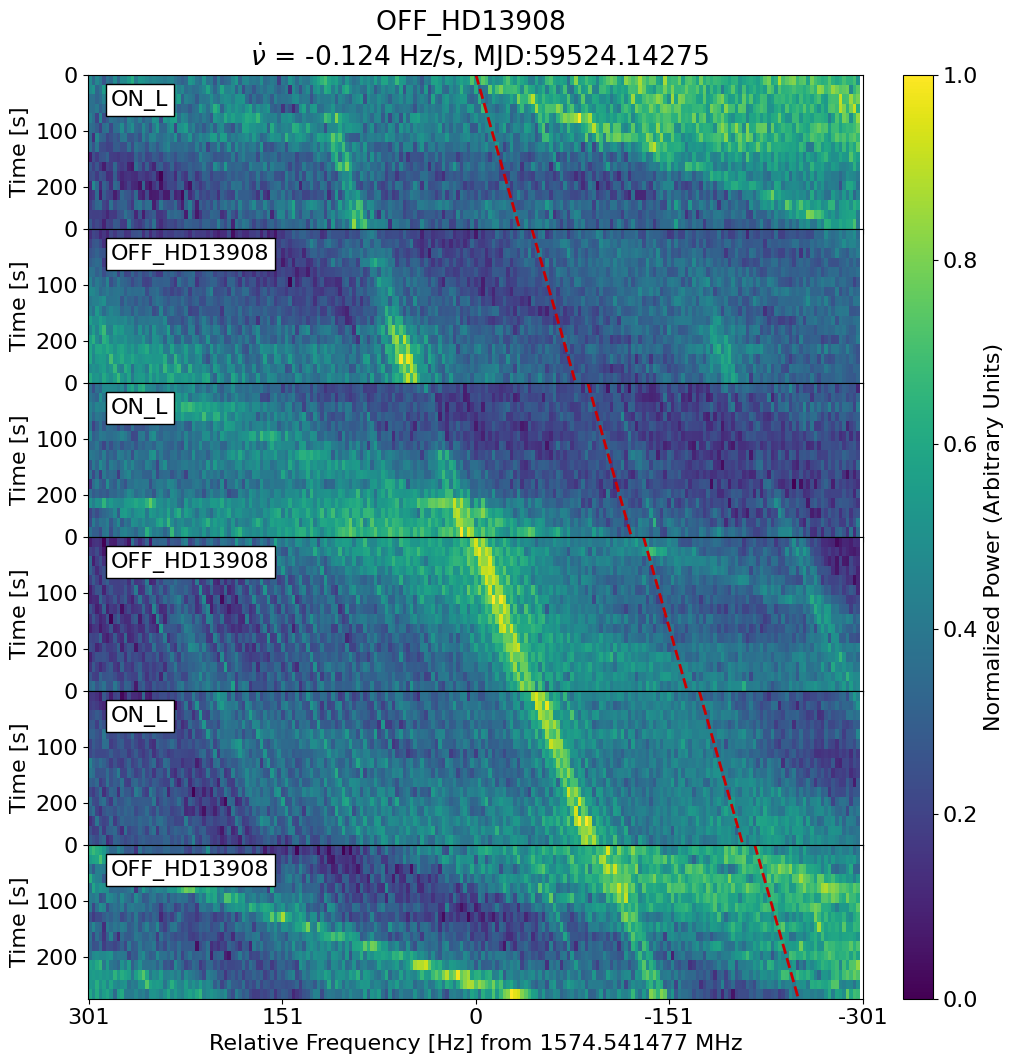 OFF_HD13908
ν̇ = -0.124 Hz/s, MJD:59524.14275
ON_L
OFF_HD13908
ON_L
OFF_HD13908
ON_L
OFF_HD13908
Time [s]
0
100
200
Time [s]
0
100
200
Time [s]
0
100
200
Time [s]
0
100
200
Time [s]
0
100
200
Time [s]
0
100
200
301
151
0
-151
-301
Relative Frequency [Hz] from 1574.541477 MHz
1.0
0.8
0.6
0.4
0.2
0.0
Normalized Power (Arbitrary Units)